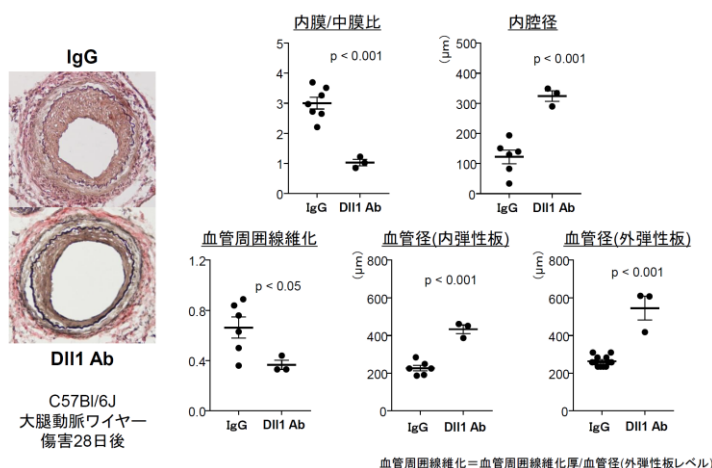 IgG
Dll1 Ab
C57Bl/6J
大腿動脈ワイヤー
傷害28日後
内膜/中膜比
p < 0.001
5
4
3
2
1
0
IgG Dll1 Ab
内腔径
(μm)
p < 0.001
500
400
300
200
100
0
IgG Dll1 Ab
血管周囲線維化
p < 0.05
1.2
0.8
0.4
0.0
IgG Dll1 Ab
血管径(内弾性板)
(μm)
p < 0.001
800
600
400
200
0
IgG Dll1 Ab
血管径(外弾性板)
(μm)
p < 0.001
800
600
400
200
0
IgG Dll1 Ab
血管周囲線維化＝血管周囲線維化厚/血管径(外弾性板レベル)